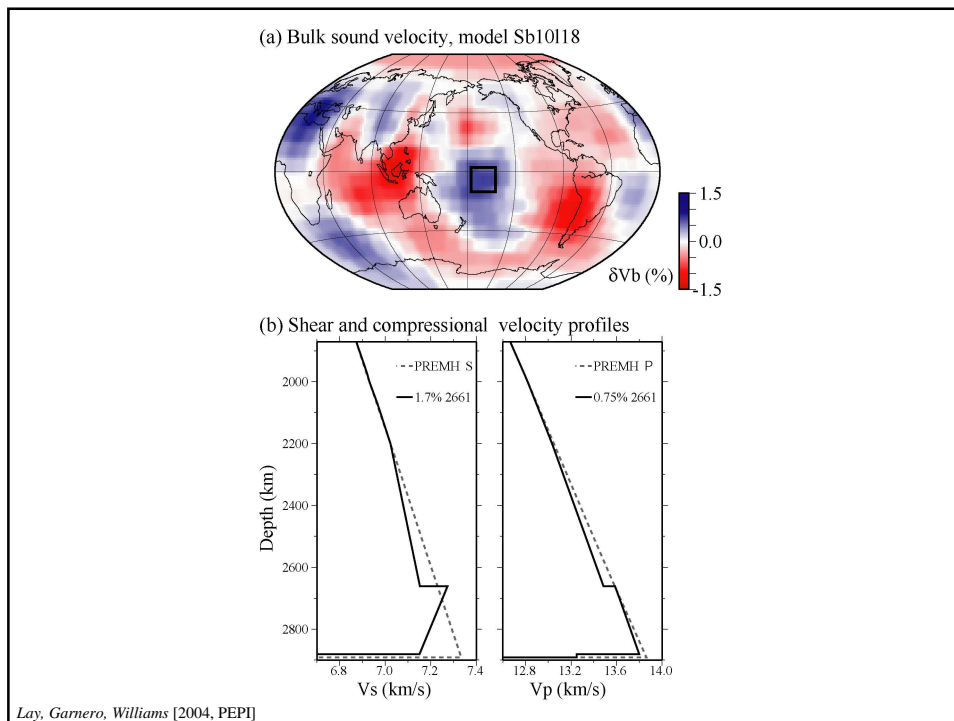 (a) Bulk sound velocity, model Sb10l18
1.5
0.0
-1.5
δVb (%)
(b) Shear and compressional velocity profiles
PREMH S
1.7% 2661
PREMH P
0.75% 2661
2000
2200
2400
2600
2800
Depth (km)
6.8 7.0 7.2 7.4
Vs (km/s)
12.8 13.2 13.6 14.0
Vp (km/s)
Lay, Garnero, Williams [2004, PEPI]